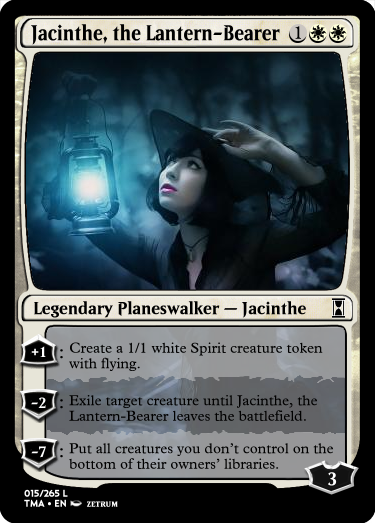 Jacinthe, the Lantern-Bearer 1
Legendary Planeswalker — Jacinthe
+1 : Create a 1/1 white Spirit creature token
with flying.
-2 : Exile target creature until Jacinthe, the
Lantern-Bearer leaves the battlefield.
-7 : Put all creatures you don't control on the
bottom of their owners' libraries.
3
015/265 L
TMA • EN ZETRUM